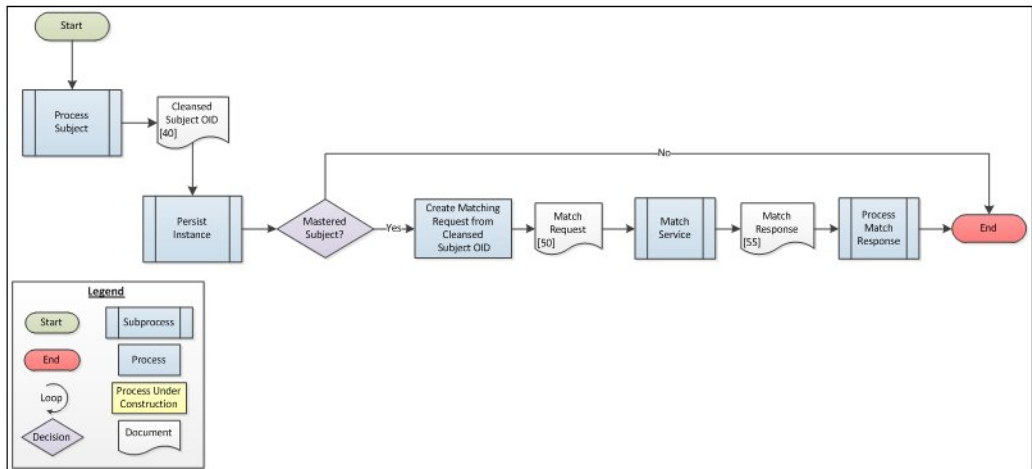 Start
Process
Subject
Cleansed
Subject OID
[40]
No
Persist
Instance
Mastered
Subject?
Yes
Create Matching
Request from
Cleansed
Subject OID
Match
Request
[50]
Match
Service
Match
Response
[55]
Process
Match
Response
End
Legend
Start
Subprocess
End
Process
Loop
Process Under
Construction
Decision
Document